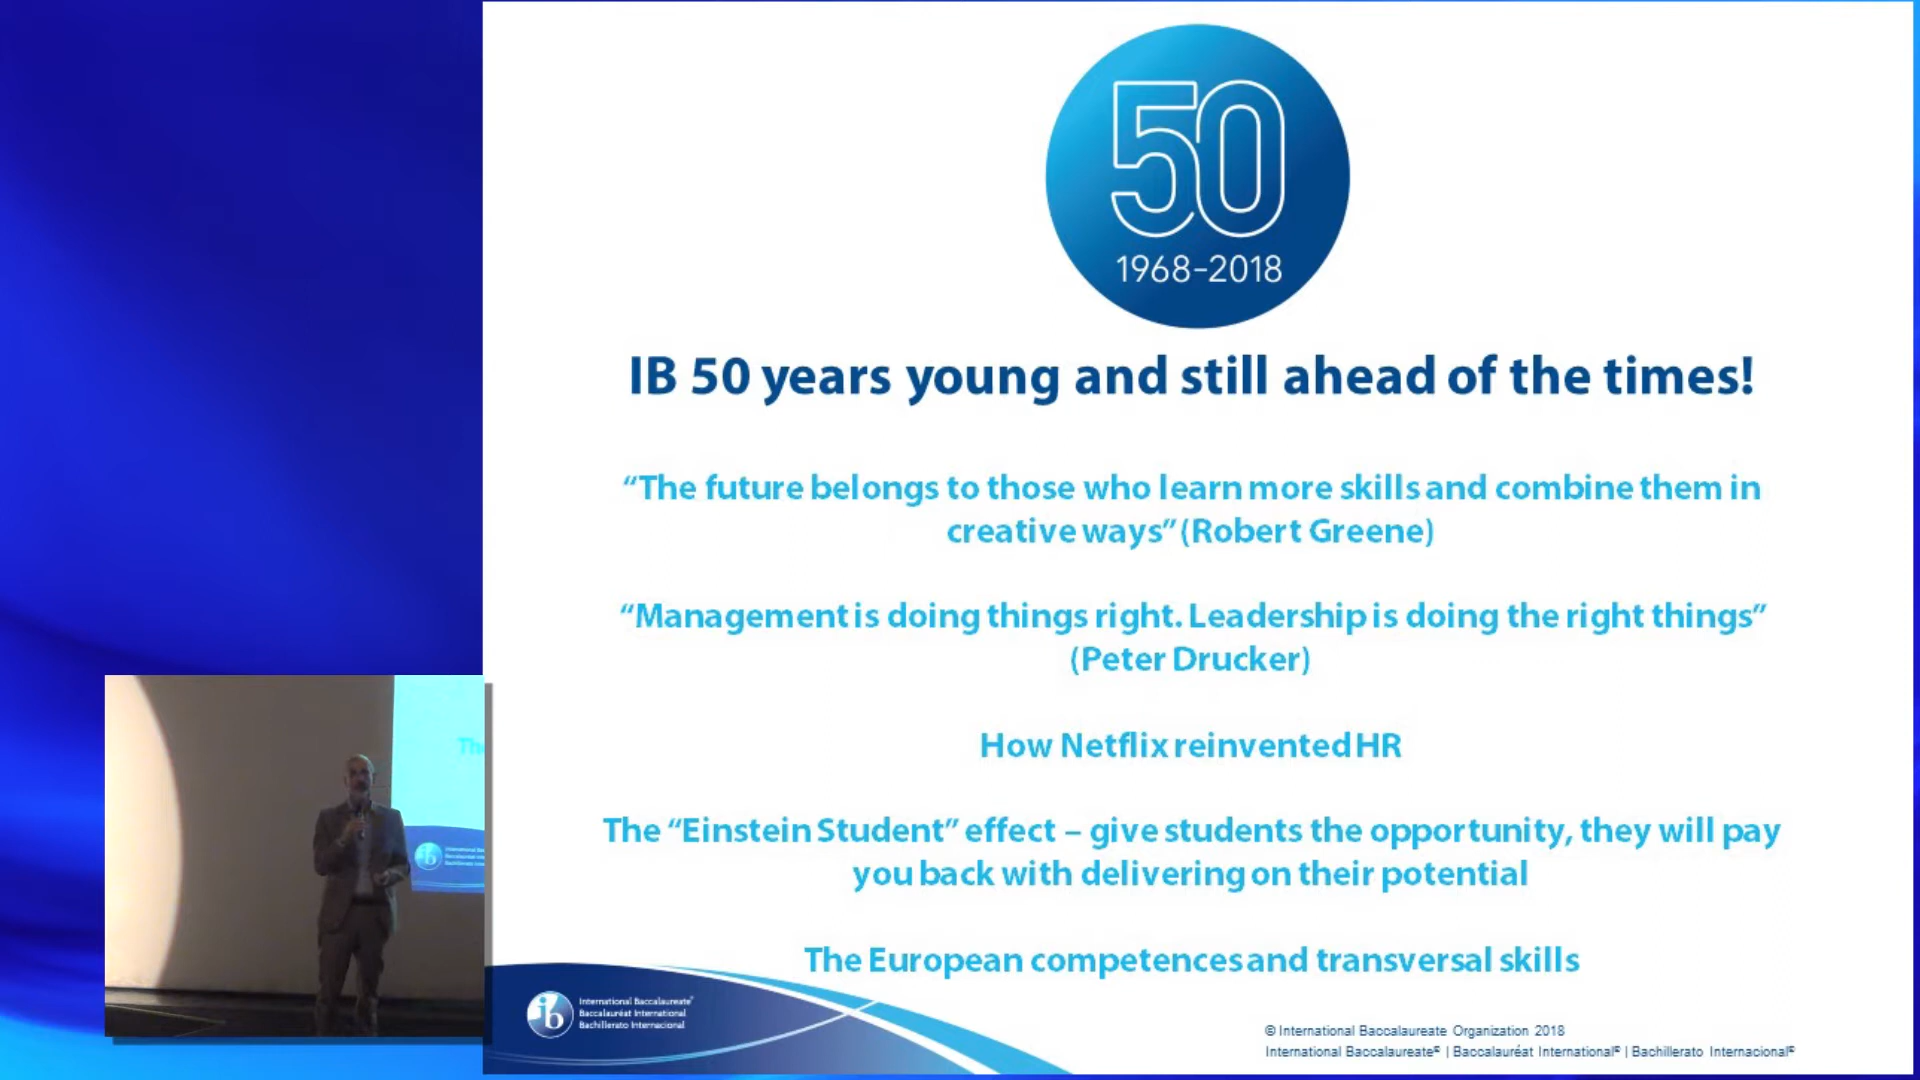 50
1968-2018
IB 50 years young and still ahead of the times!
“The future belongs to those who learn more skills and combine them in
creative ways” (Robert Greene)
“Management is doing things right. Leadership is doing the right things”
(Peter Drucker)
How Netflix reinvented HR
The “Einstein Student” effect – give students the opportunity, they will pay
you back with delivering on their potential
The European competences and transversal skills
Th
ib
International Baccalaureate®
Baccalauréat International
Bachillerato Internacional
© International Baccalaureate Organization 2018
International Baccalaureate® | Baccalauréat International® | Bachillerato Internacional®